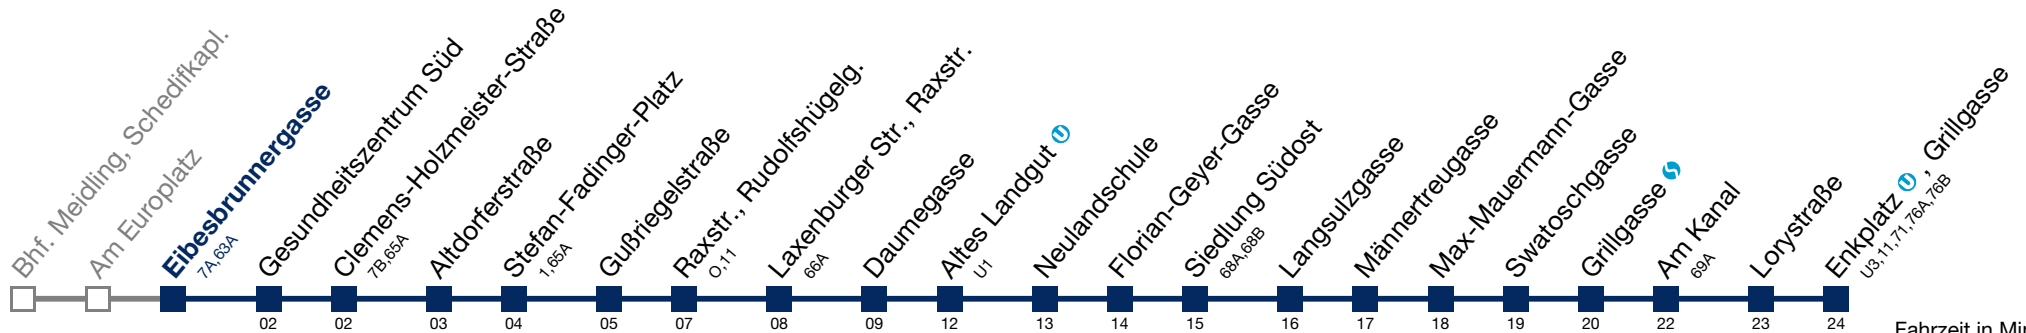 Bhf. Meidling, Schedifkapl.
Am Europlatz
Eibesbrunnergasse
7A,63A
Gesundheitszentrum Süd
02
Clemens-Holzmeister-Straße
7B,65A
02
Altdorferstraße
03
Stefan-Fadinger-Platz
1,65A
04
Gußriegelstraße
05
Raxstr., Rudolfshügelg.
O,11
07
Laxenburger Str., Raxstr.
66A
08
Daumegasse
09
Altes Landgut U
U1
12
Neulandschule
13
Florian-Geyer-Gasse
14
Siedlung Südost
68A,68B
15
Langsulzgasse
16
Männertreugasse
17
Max-Mauermann-Gasse
18
Swatoschgasse
19
Grillgasse S
20
Am Kanal
69A
22
Lorystraße
23
Enkplatz U , Grillgasse
U3,11,71,76A,76B
24
Fahrzeit in